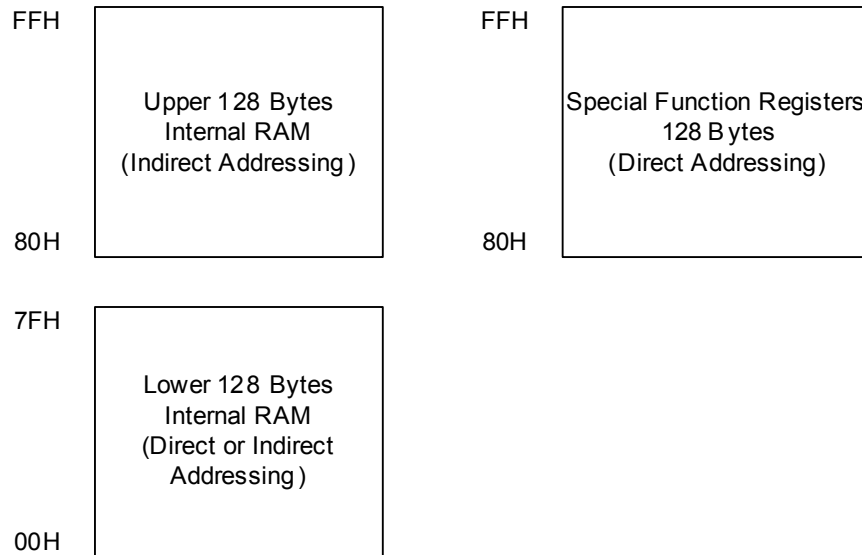 FFH
Upper 128 Bytes
Internal RAM
(Indirect Addressing)
80H
FFH
Special Function Registers
128 Bytes
(Direct Addressing)
80H
7FH
Lower 128 Bytes
Internal RAM
(Direct or Indirect
Addressing)
00H